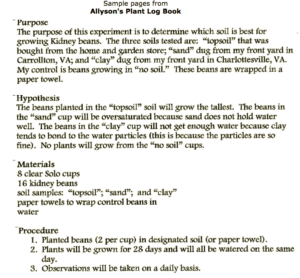 Sample pages from
Allyson's Plant Log Book
Purpose
The purpose of this experiment is to determine which soil is best for
growing Kidney beans. The three soils tested are: "topsoil" that was
bought from the home and garden store; "sand" dug from my front yard in
Carrollton, VA; and "clay" dug from my front yard in Charlottesville, VA.
My control is beans growing in "no soil." These beans are wrapped in a
paper towel.
Hypothesis
The beans planted in the "topsoil" soil will grow the tallest. The beans in
the "sand" cup will be oversaturated because sand does not hold water
well. The beans in the "clay" cup will not get enough water because clay
tends to bond to the water particles (this is because the particles are so
fine). No plants will grow from the "no soil" cups.
Materials
8 clear Solo cups
16 kidney beans
soil samples: "topsoil"; "sand"; and "clay"
paper towels to wrap control beans in
water
Procedure
1. Planted beans (2 per cup) in designated soil (or paper towel).
2. Plants will be grown for 28 days and will all be watered on the same
day.
3. Observations will be taken on a daily basis.